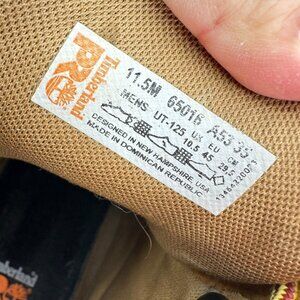 PRO
Timberland
11.5M 65016 A53 33
MENS UT:125 UK EU CM
10.5 45 29.5
DESIGNED IN NEW HAMPSHIRE, USA
MADE IN DOMINICAN REPUBLIC